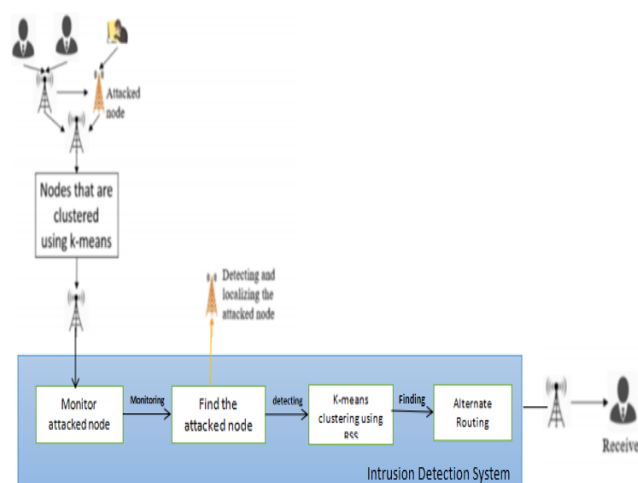 Attacked
node
Nodes that are
clustered
using k-means
Detecting and
localizing the
attacked node
Monitor
attacked node
Monitoring
Find the
attacked node
detecting
K-means
clustering using
RSS
Finding
Alternate
Routing
Receive
Intrusion Detection System